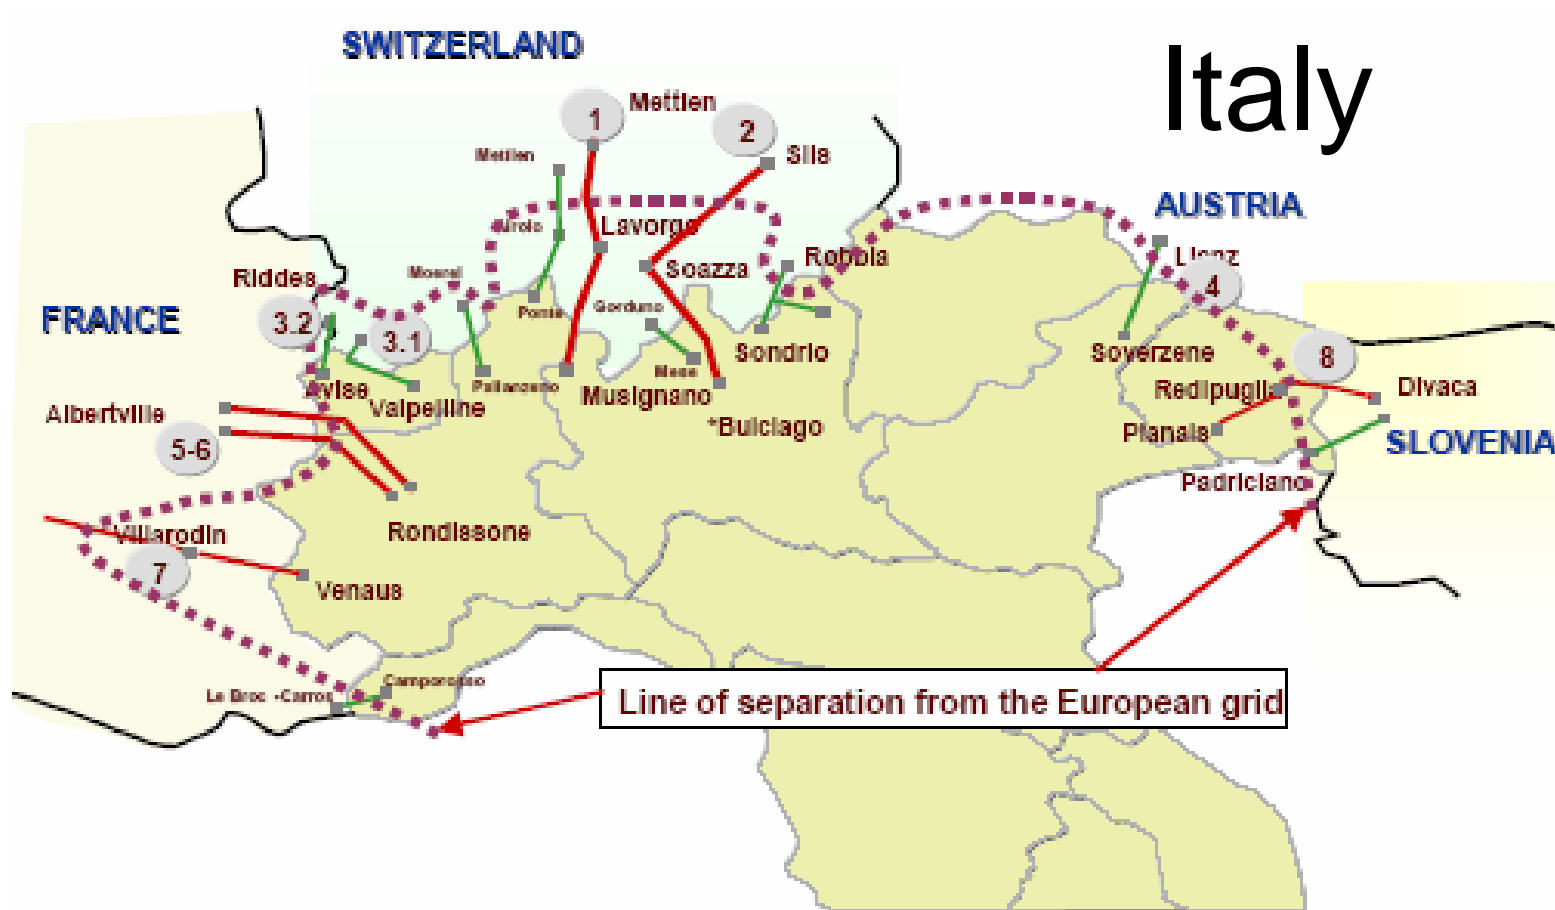 SWITZERLAND
Italy
1
Mettlen
2
Sils
Mettlen
AUSTRIA
Airolo
Lavorgo
Robbia
Lienz
Riddes
Moerel
Soazza
4
FRANCE
3.2
3.1
Ponte
Gorduno
Sondrio
Soverzene
8
Avise
Valpelline
Pallanzeno
Mese
Musignano
Redipuglia
Divaca
Albertville
*Bulciago
Planais
SLOVENIA
5-6
Padriciano
Villarodin
Rondissone
7
Venaus
Camporosso
Le Broc -Carros
Line of separation from the European grid